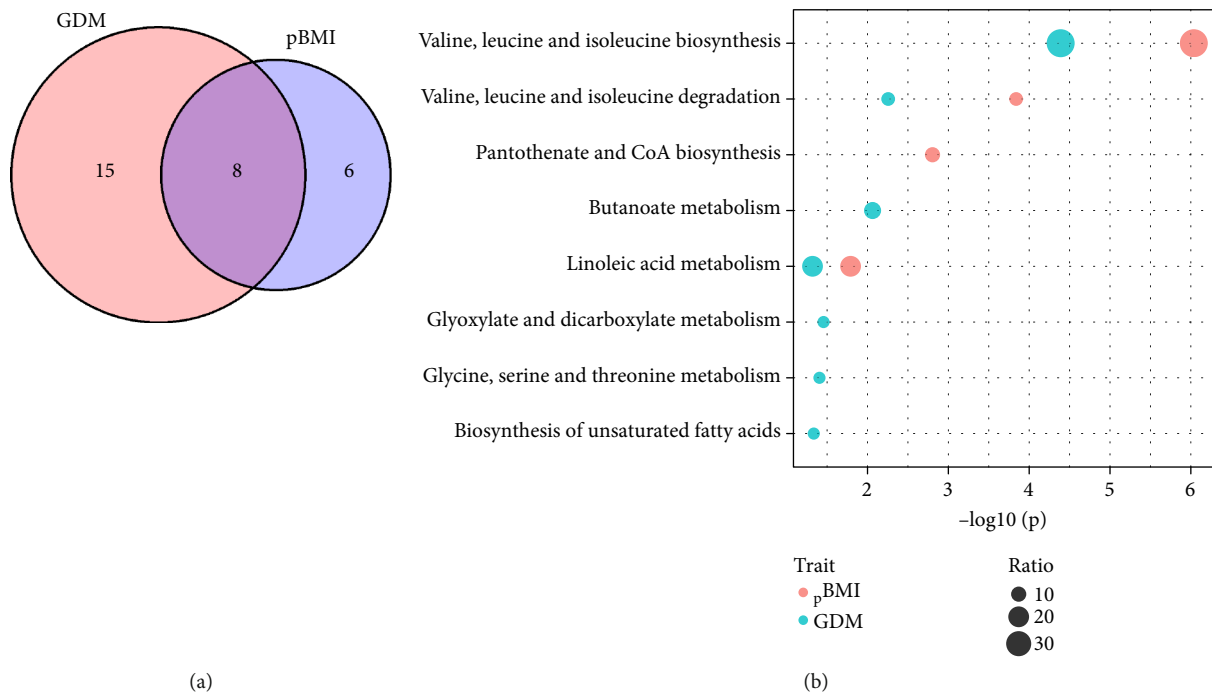 GDM
pBMI
15
8
6
(a)
Valine, leucine and isoleucine biosynthesis
Valine, leucine and isoleucine degradation
Pantothenate and CoA biosynthesis
Butanoate metabolism
Linoleic acid metabolism
Glyoxylate and dicarboxylate metabolism
Glycine, serine and threonine metabolism
Biosynthesis of unsaturated fatty acids
2 3 4 5 6
–log10 (p)
Trait
pBMI
GDM
Ratio
10
20
30
(b)